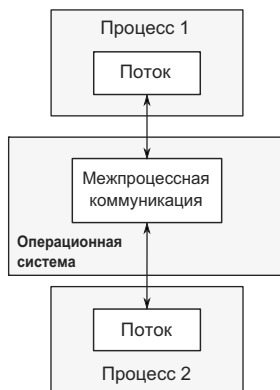 Процесс 1
Поток
Межпроцессная
коммуникация
Операционная
система
Поток
Процесс 2